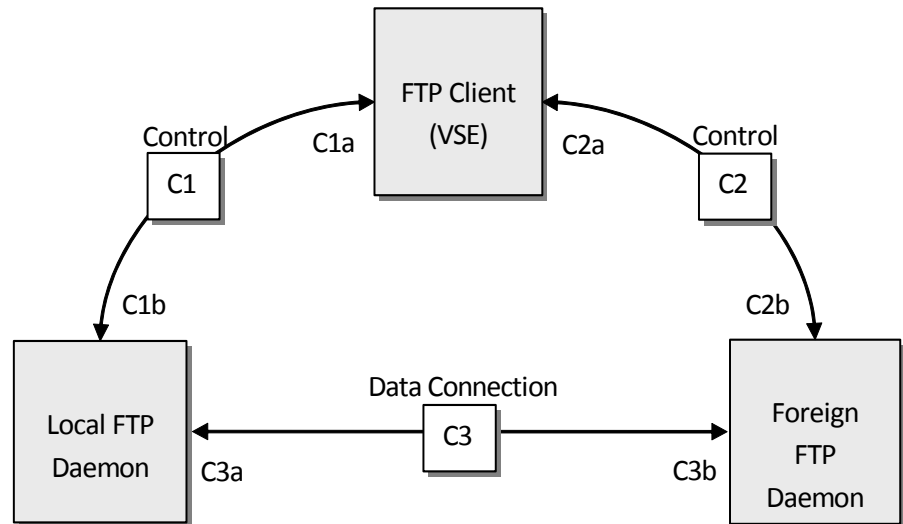 FTP Client
(VSE)
Control
C1
C1a
C2a
Control
C2
C1b
C2b
Local FTP
Daemon
Data Connection
C3
C3a
C3b
Foreign
FTP
Daemon